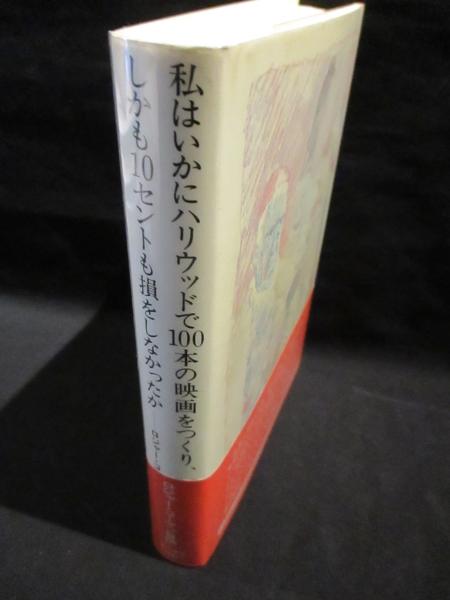 私はいかにハリウッドで100本の映画をつくり、
しかも10セントも損をしなかったか